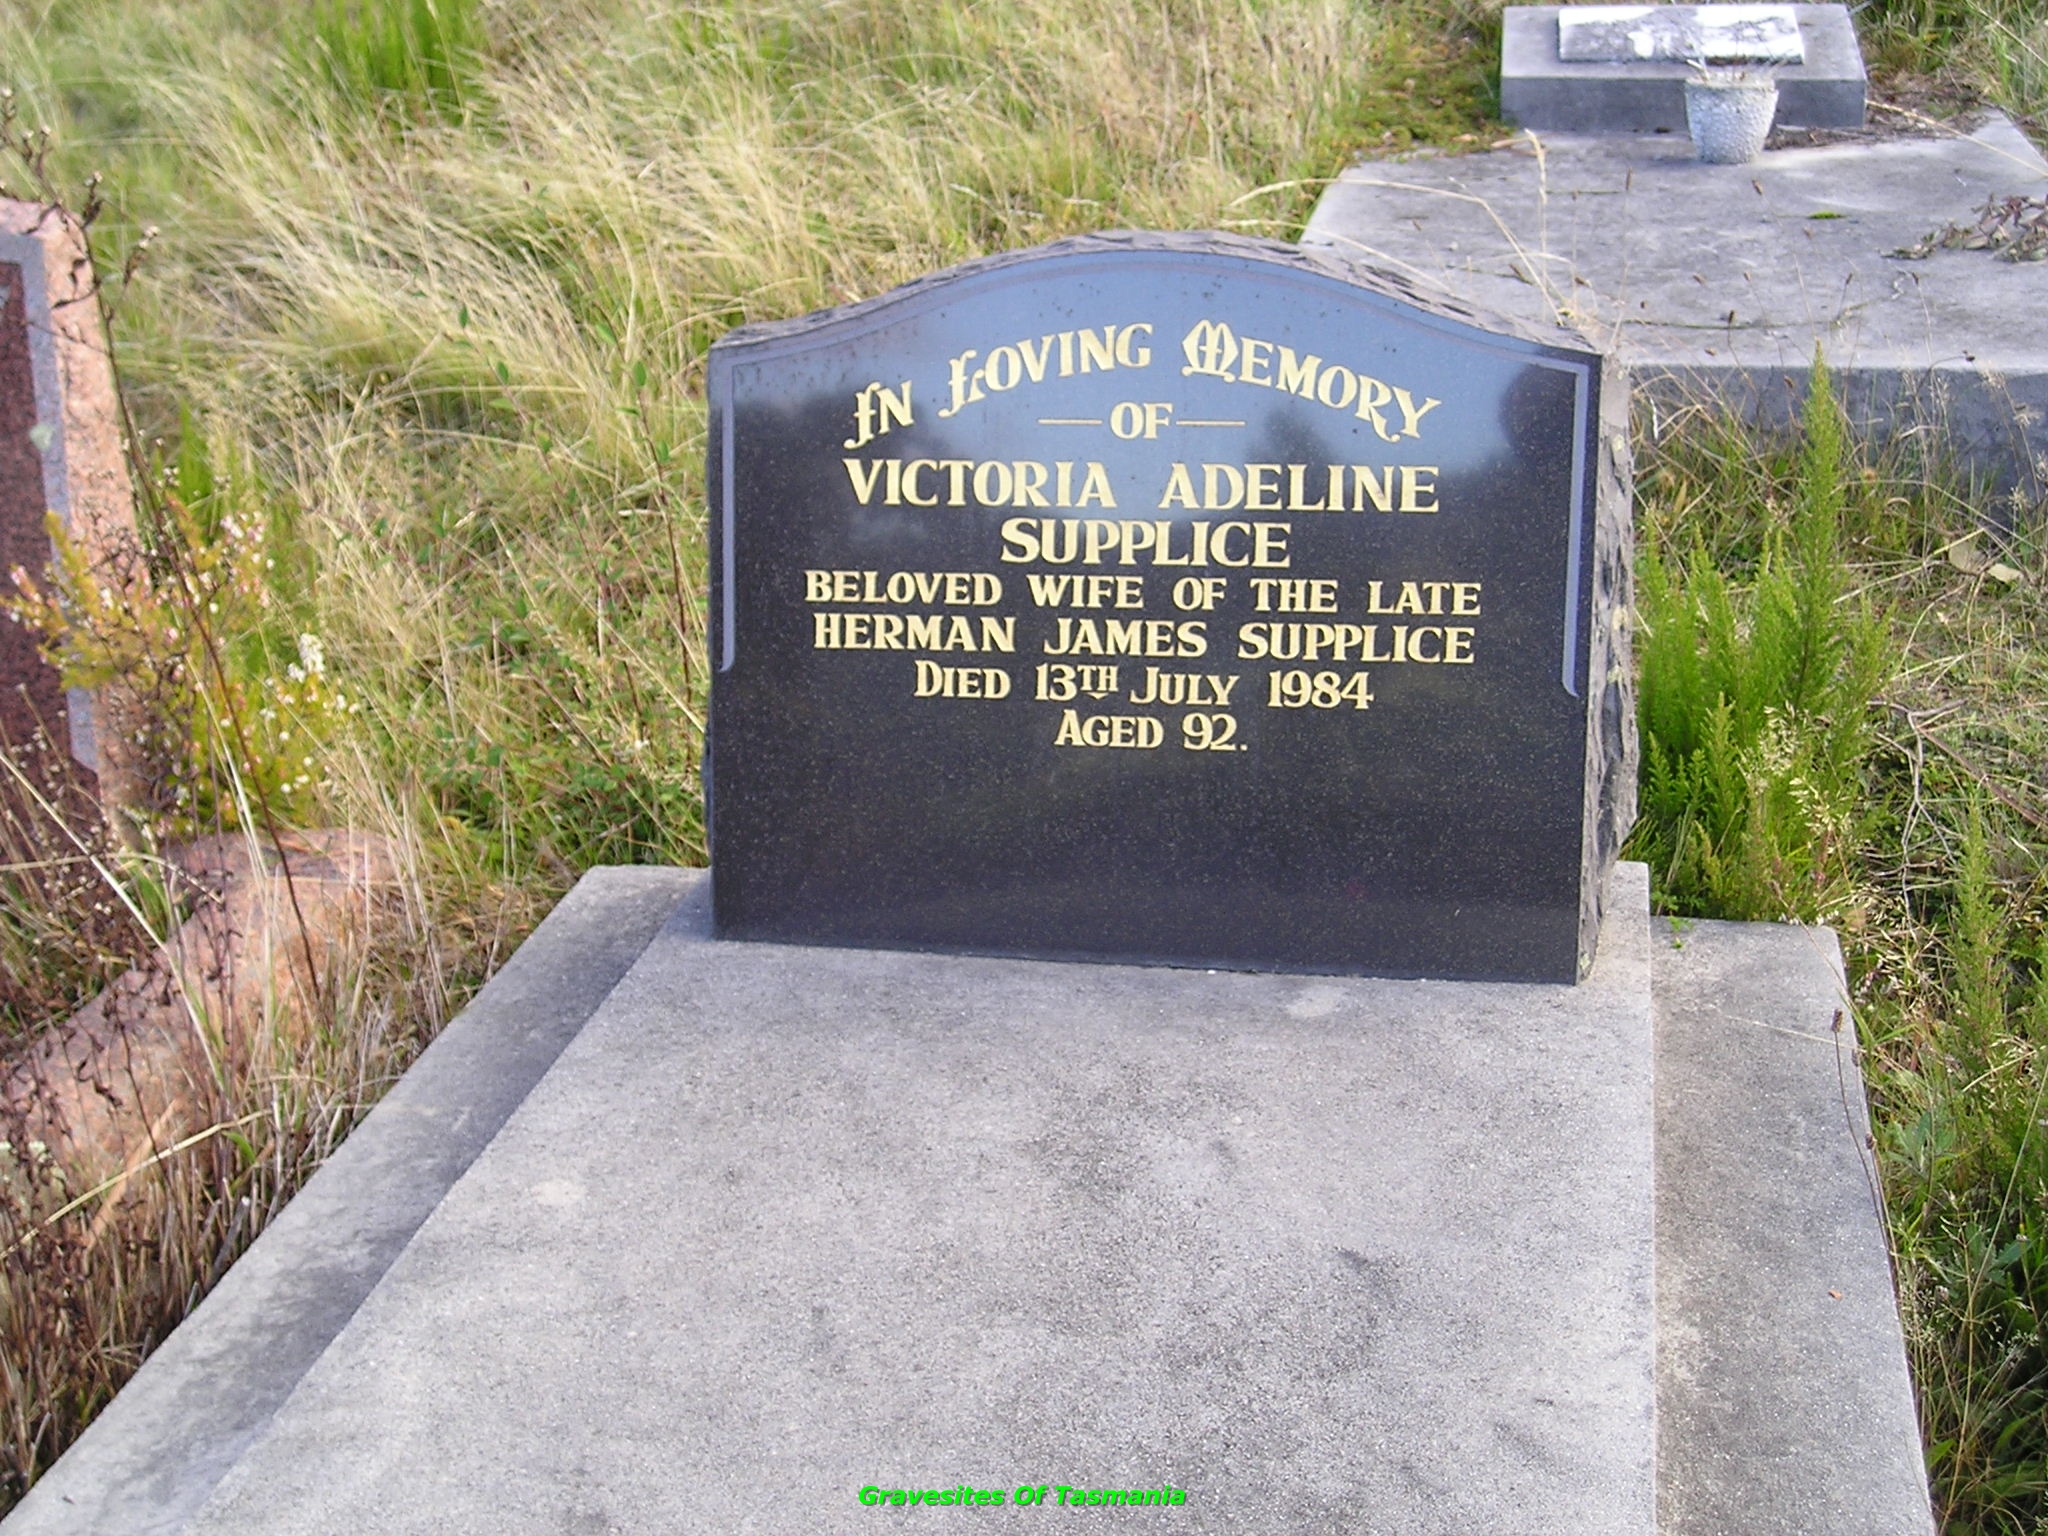 In Loving Memory
OF
VICTORIA ADELINE
SUPPLICE
BELOVED WIFE OF THE LATE
HERMAN JAMES SUPPLICE
DIED 13TH JULY 1984
AGED 92.
Gravesites Of Tasmania